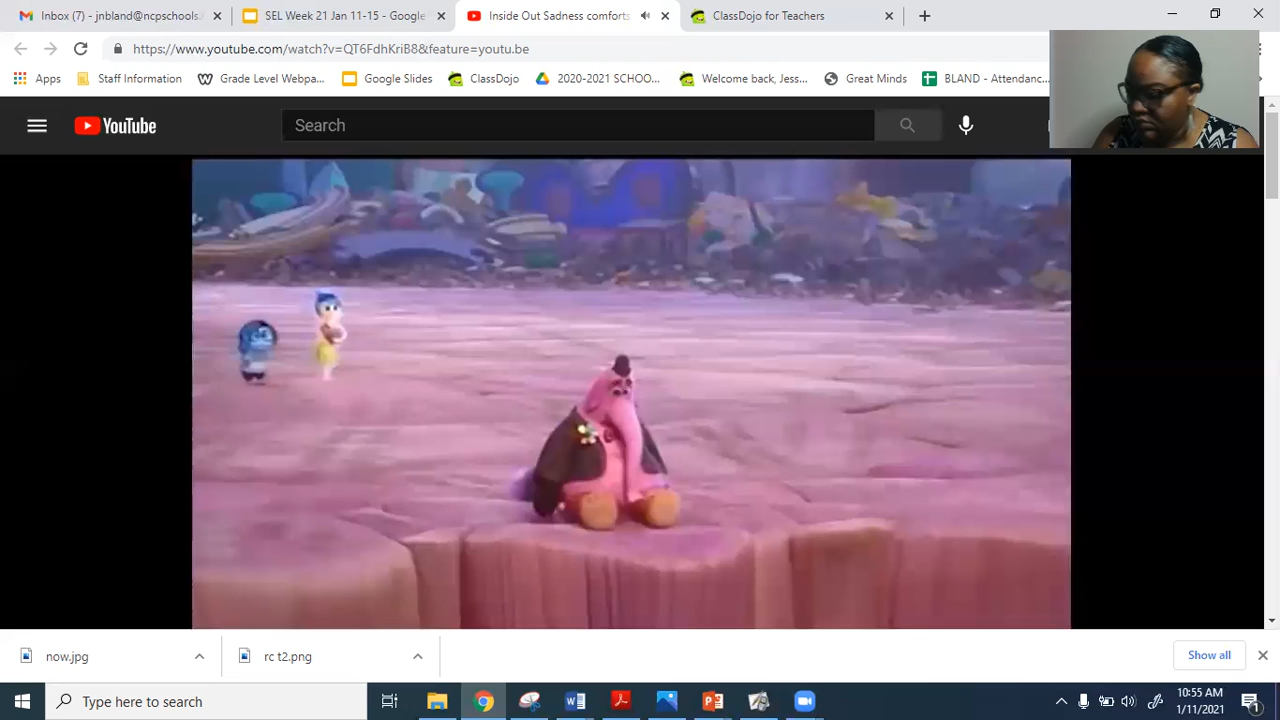 Inbox (7) - jnbland@ncpschools
SEL Week 21 Jan 11-15 - Google
Inside Out Sadness comforts
ClassDojo for Teachers
https://www.youtube.com/watch?v=QT6FdhKriB8&feature=youtu.be
Apps
Staff Information
Grade Level Webpa...
Google Slides
ClassDojo
2020-2021 SCHOO...
Welcome back, Jess...
Great Minds
BLAND - Attendanc...
YouTube
Search
now.jpg
rc t2.png
Show all
Type here to search
10:55 AM
1/11/2021
1